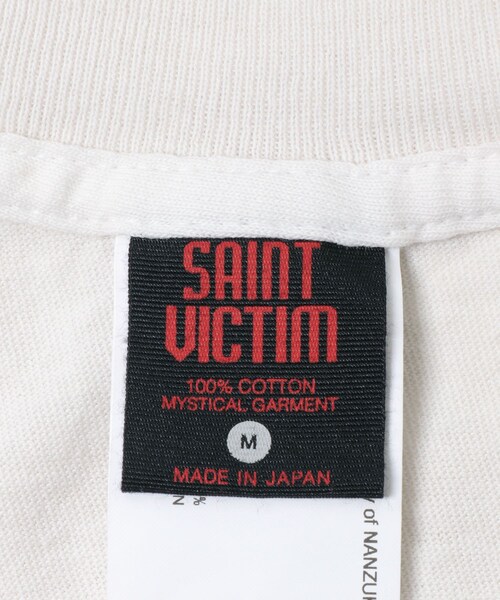 SAINT
VICTIM
100% COTTON
MYSTICAL GARMENT
M
MADE IN JAPAN
of NANZU
%
N